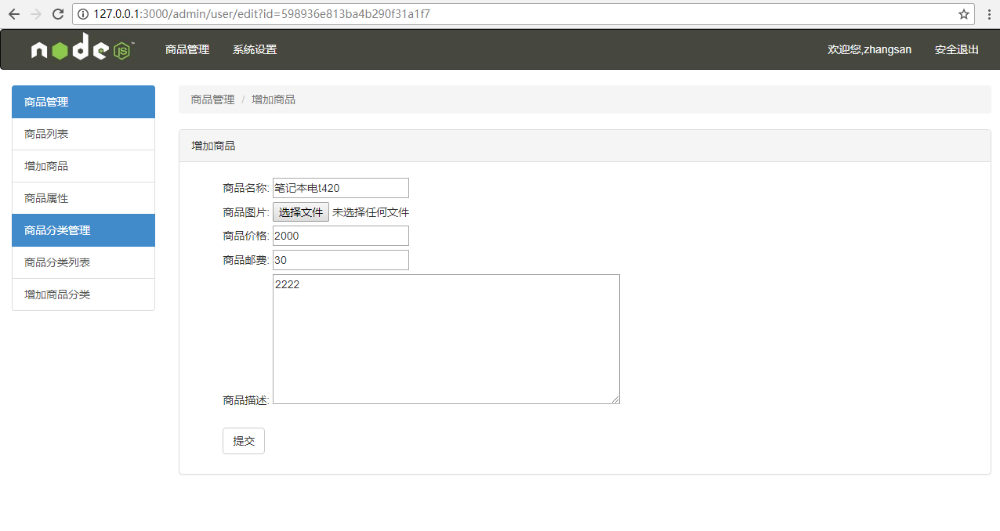 127.0.0.1:3000/admin/user/edit?id=598936e813ba4b290f31a1f7
node JS™ 商品管理 系统设置 欢迎您,zhangsan 安全退出
商品管理
商品列表
增加商品
商品属性
商品分类管理
商品分类列表
增加商品分类
商品管理 / 增加商品
增加商品
商品名称: 笔记本电t420
商品图片: 选择文件 未选择任何文件
商品价格: 2000
商品邮费: 30
2222
商品描述:
提交